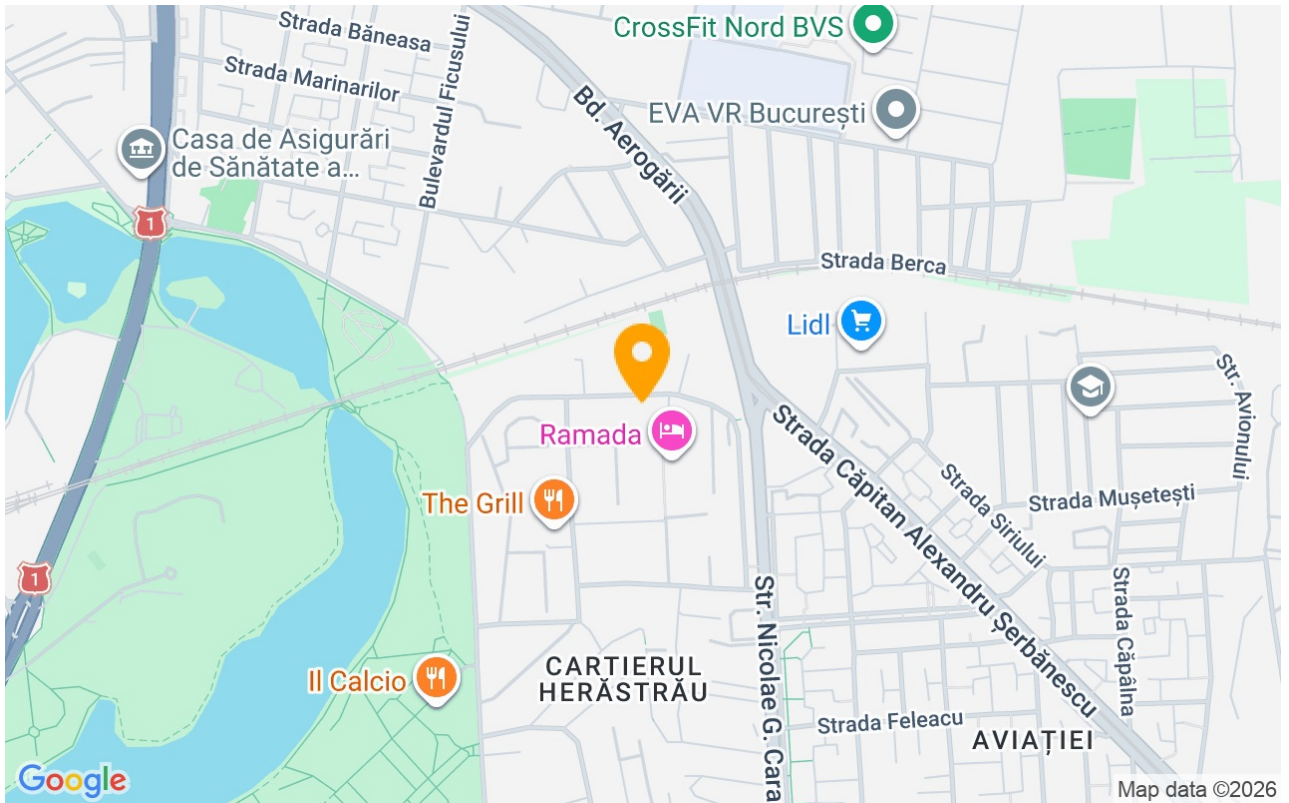 CrossFit Nord BVS
Strada Băneasa
Strada Marinarilor
Bulevardul Ficusului
Bd. Aerogării
EVA VR București
Casa de Asigurări
de Sănătate a...
1
Strada Berca
Lidl
Str. Avionului
Ramada
Strada Căpitan Alexandru Șerbănescu
The Grill
Strada Siriului
Strada Mușetești
1
Str. Nicolae G. Cara
Strada Căpâlna
CARTIERUL
HERĂSTRĂU
Il Calcio
Strada Feleacu
AVIAȚIEI
Google
Map data ©2026